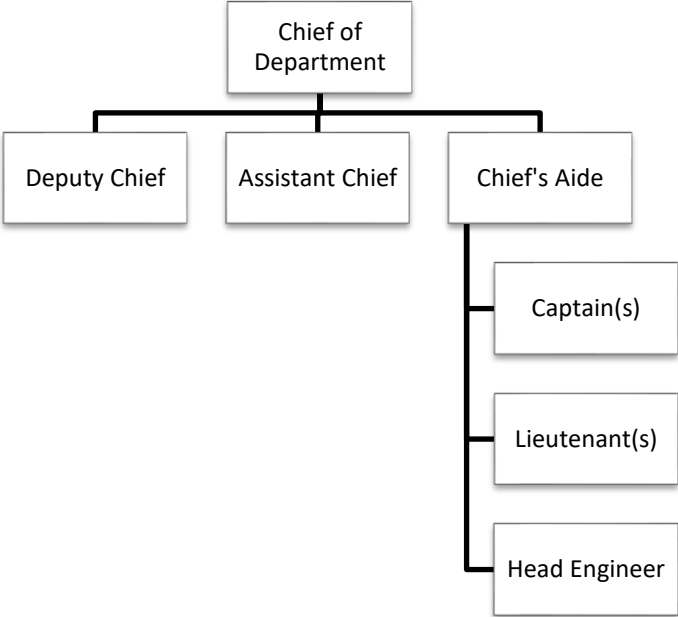 Chief of
Department
Deputy Chief
Assistant Chief
Chief's Aide
Captain(s)
Lieutenant(s)
Head Engineer